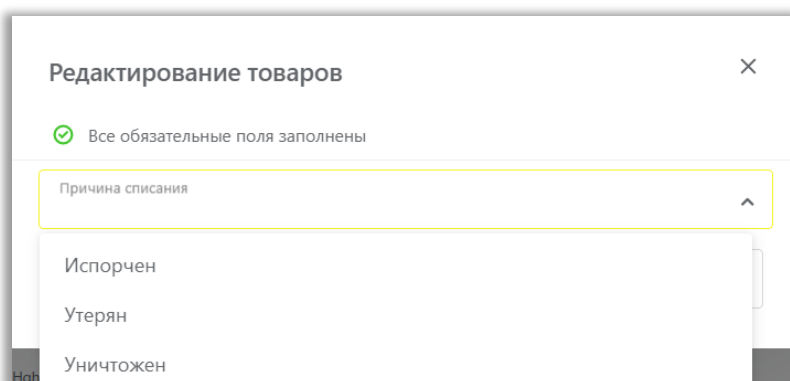 Редактирование товаров
Все обязательные поля заполнены
Причина списания
Испорчен
Утерян
Уничтожен